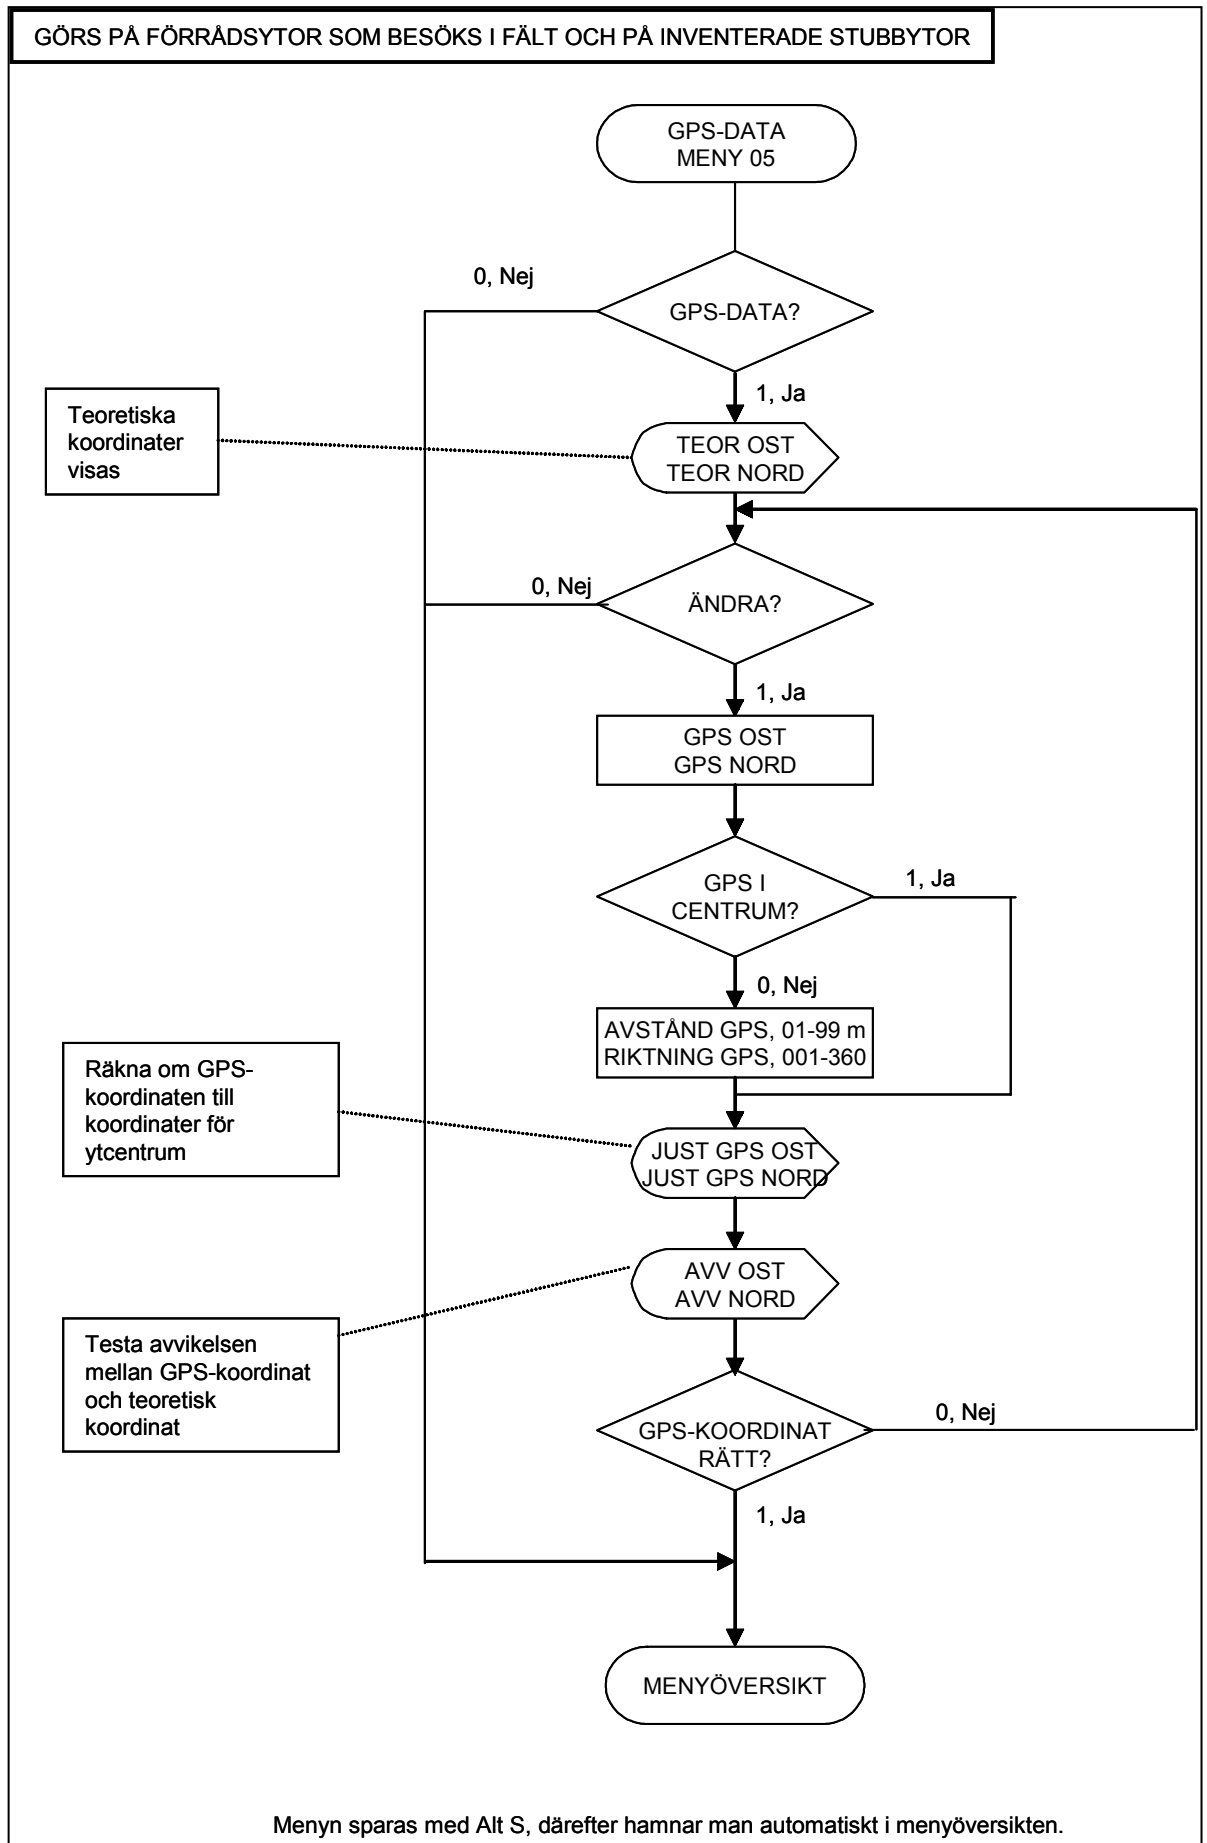 GÖRS PÅ FÖRRÅDSYTOR SOM BESÖKS I FÄLT OCH PÅ INVENTERADE STUBBYTOR
GPS-DATA
MENY 05
0, Nej
GPS-DATA?
1, Ja
Teoretiska
koordinater
visas
TEOR OST
TEOR NORD
0, Nej
ÄNDRA?
1, Ja
GPS OST
GPS NORD
GPS I
CENTRUM?
1, Ja
0, Nej
AVSTÅND GPS, 01-99 m
RIKTNING GPS, 001-360
Räkna om GPS-
koordinaten till
koordinater för
ytcentrum
JUST GPS OST
JUST GPS NORD
AVV OST
AVV NORD
Testa avvikelsen
mellan GPS-koordinat
och teoretisk
koordinat
GPS-KOORDINAT
RÄTT?
0, Nej
1, Ja
MENYÖVERSIKT
Menyn sparas med Alt S, därefter hamnar man automatiskt i menyöversikten.